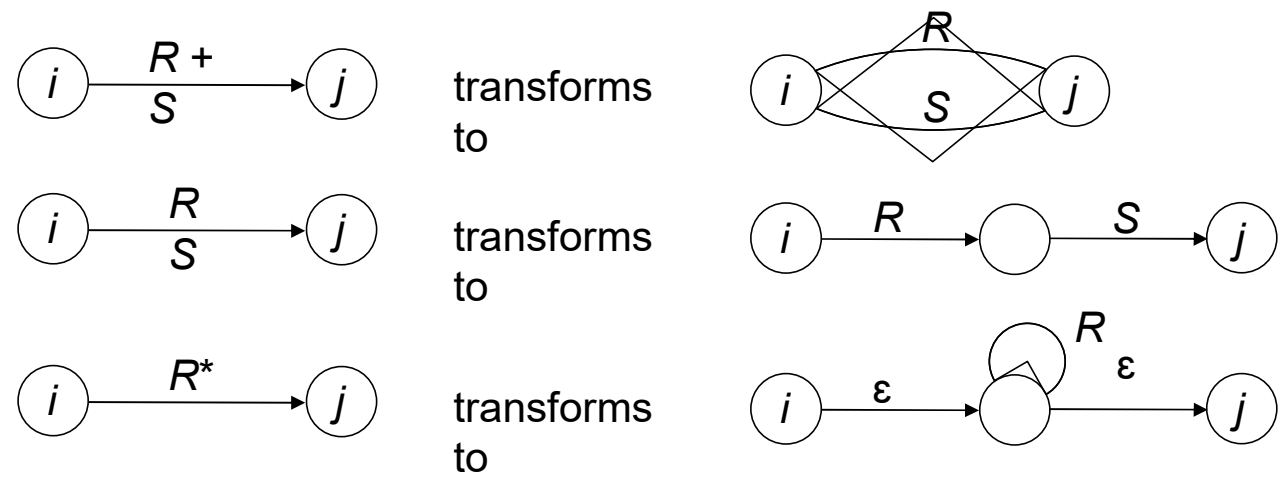 i R + S j transforms to i R S j
i R S j transforms to i R S j
i R* j transforms to i ε R ε j